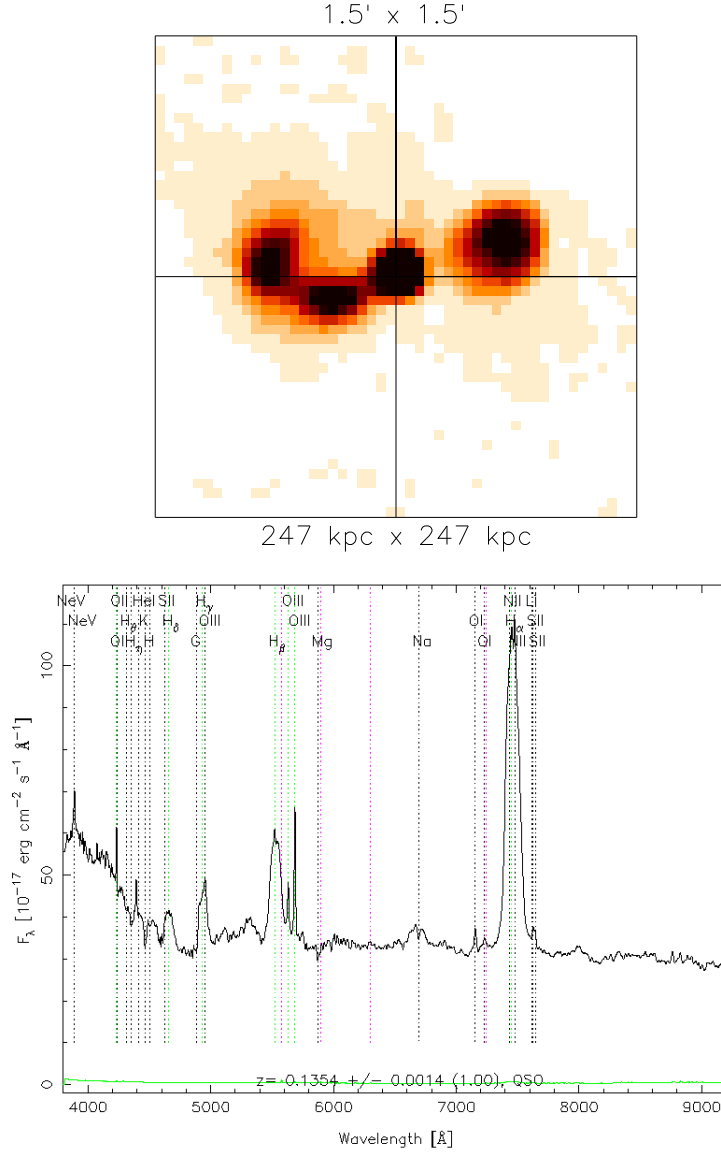 1.5' x 1.5'
247 kpc x 247 kpc
NeV OII HeI SII Hγ OIII NII LI
NeV Hθ K Hδ OIII OI Hα SII
OII Hη H G Hβ Mg Na OI NII SII
100
50
0
Fλ [10⁻¹⁷ erg cm⁻² s⁻¹ Å⁻¹]
z= 0.1354 +/- 0.0014 (1.00), QSO
4000 5000 6000 7000 8000 9000
Wavelength [Å]